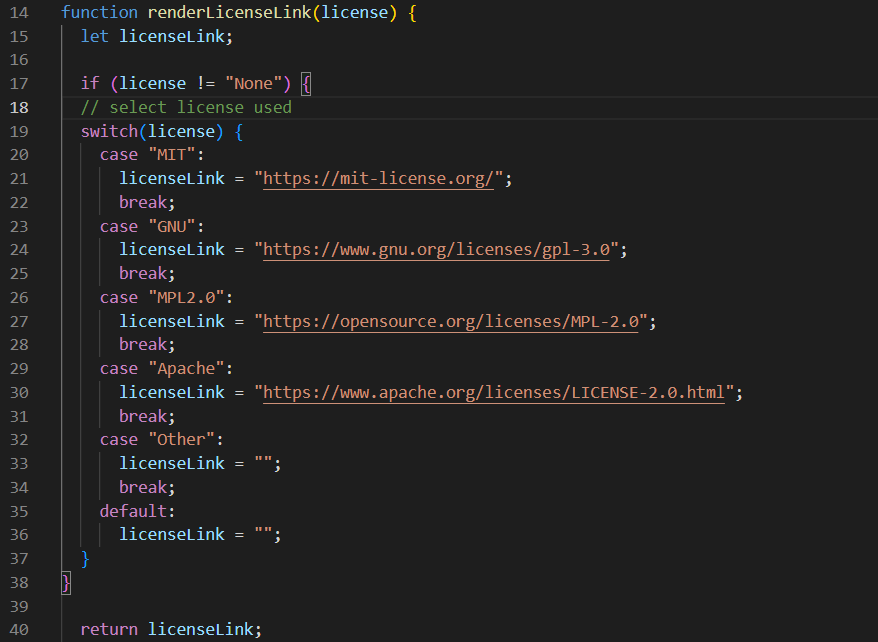 14 function renderLicenseLink(license) {
15 let licenseLink;
16
17 if (license != "None") {
18 // select license used
19 switch(license) {
20 case "MIT":
21 licenseLink = "https://mit-license.org/";
22 break;
23 case "GNU":
24 licenseLink = "https://www.gnu.org/licenses/gpl-3.0";
25 break;
26 case "MPL2.0":
27 licenseLink = "https://opensource.org/licenses/MPL-2.0";
28 break;
29 case "Apache":
30 licenseLink = "https://www.apache.org/licenses/LICENSE-2.0.html";
31 break;
32 case "Other":
33 licenseLink = "";
34 break;
35 default:
36 licenseLink = "";
37 }
38 }
39
40 return licenseLink;